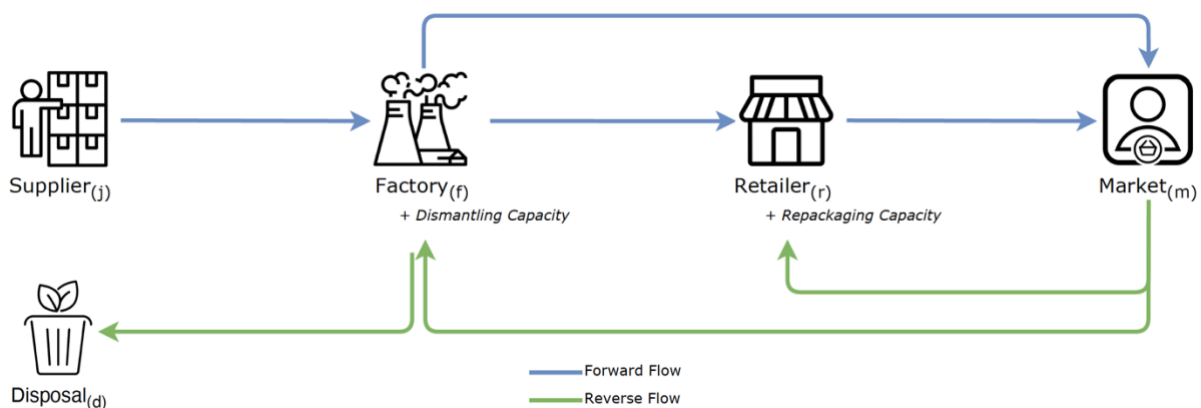 Supplier(j)
Factory(f)
Retailer(r)
Market(m)
+ Dismantling Capacity
+ Repackaging Capacity
Disposal(d)
Forward Flow
Reverse Flow